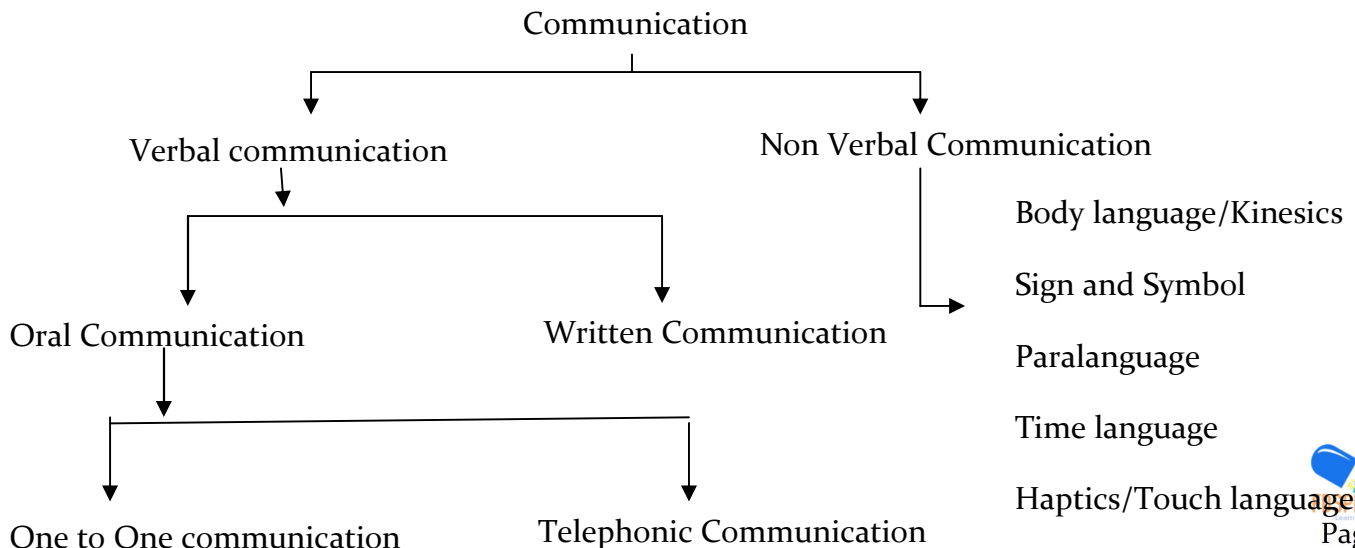 Communication
Verbal communication
Non Verbal Communication
Body language/Kinesics
Sign and Symbol
Oral Communication
Written Communication
Paralanguage
Time language
Haptics/Touch language
One to One communication
Telephonic Communication